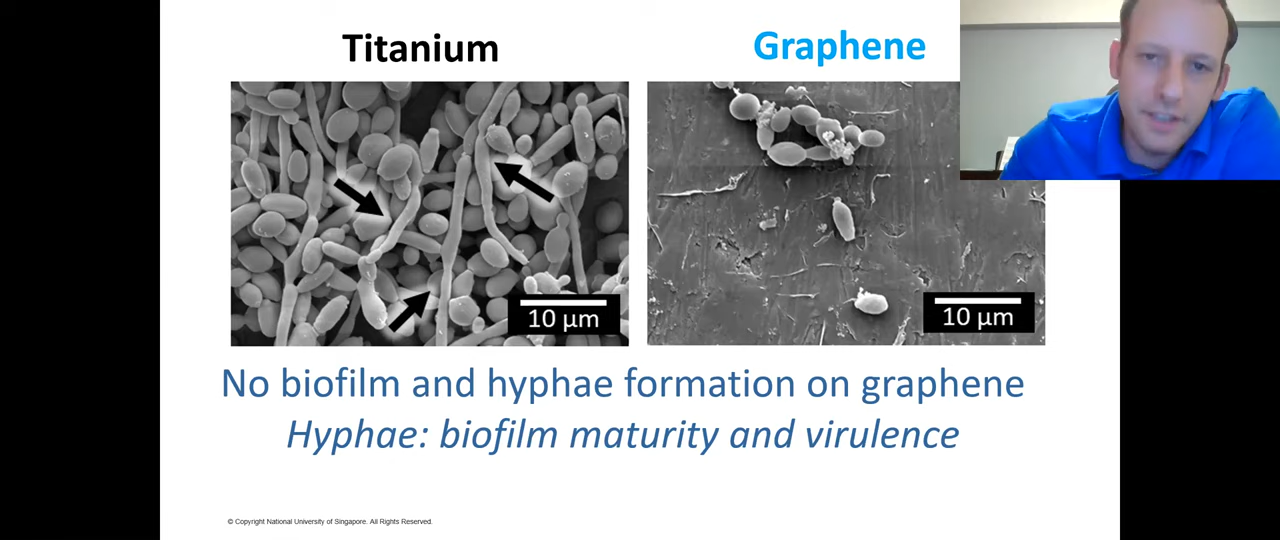 Titanium
Graphene
10 µm
10 µm
No biofilm and hyphae formation on graphene
Hyphae: biofilm maturity and virulence
© Copyright National University of Singapore. All Rights Reserved.